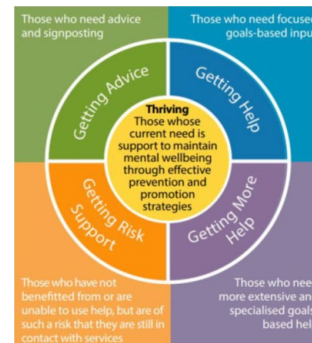 Those who need advice
and signposting
Those who need focused
goals-based input
Getting Advice
Getting Help
Thriving
Those whose
current need is
support to maintain
mental wellbeing
through effective
prevention and
promotion
strategies
Getting Risk
Support
Getting More
Help
Those who have not
benefitted from or are
unable to use help, but are of
such a risk that they are still in
contact with services
Those who need
more extensive and
specialised goals-
based help